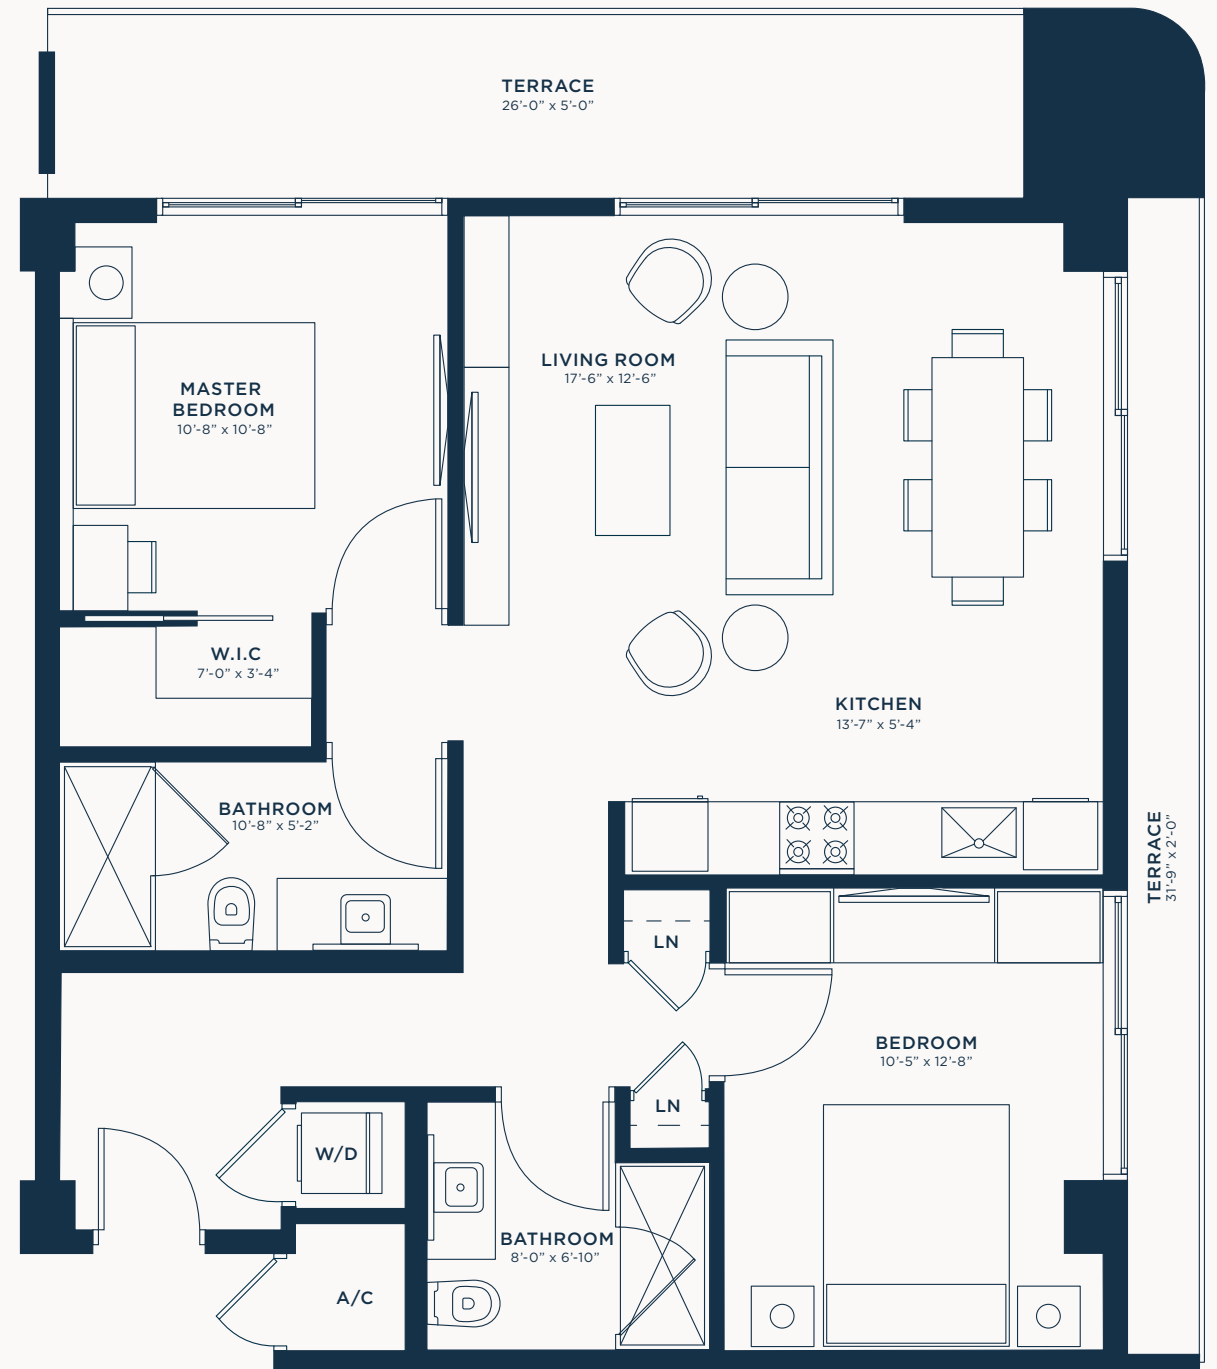 TERRACE
26’-0” x 5’-0”
LIVING ROOM
17’-6” x 12’-6”
MASTER
BEDROOM
10’-8” x 10’-8”
W.I.C
7’-0” x 3’-4”
KITCHEN
13’-7” x 5’-4”
BATHROOM
10’-8” x 5’-2”
TERRACE
31’-9” x 2’-0”
LN
BEDROOM
10’-5” x 12’-8”
LN
W/D
BATHROOM
8’-0” x 6’-10”
A/C